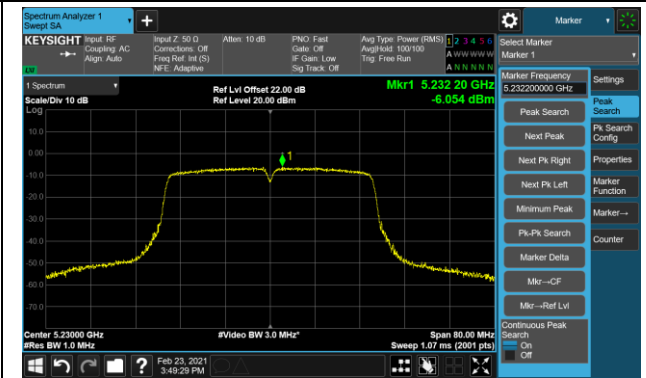 Spectrum Analyzer 1
Swept SA
Marker
KEYSIGHT
Input: RF
Coupling: AC
Align: Auto
Input Z: 50 Ω
Corrections: Off
Freq Ref: Int (S)
NFE: Adaptive
Atten: 10 dB
PNO: Fast
Gate: Off
IF Gain: Low
Sig Track: Off
Avg Type: Power (RMS)
Avg|Hold: 100/100
Trig: Free Run
1 2 3 4 5 6
A W W W W W
A N N N N N
Select Marker
Marker 1
1 Spectrum
Scale/Div 10 dB
Log
Ref Lvl Offset 22.00 dB
Ref Level 20.00 dBm
Mkr1 5.232 20 GHz
-6.054 dBm
10.0
0.00
-10.0
-20.0
-30.0
-40.0
-50.0
-60.0
-70.0
1
Center 5.23000 GHz
#Res BW 1.0 MHz
#Video BW 3.0 MHz*
Span 80.00 MHz
Sweep 1.07 ms (2001 pts)
Marker Frequency
5.232200000 GHz
Peak Search
Next Peak
Next Pk Right
Next Pk Left
Minimum Peak
Pk-Pk Search
Marker Delta
Mkr→CF
Mkr→Ref Lvl
Continuous Peak
Search
On
Off
Settings
Peak
Search
Pk Search
Config
Properties
Marker
Function
Marker→
Counter
Feb 23, 2021
3:49:29 PM